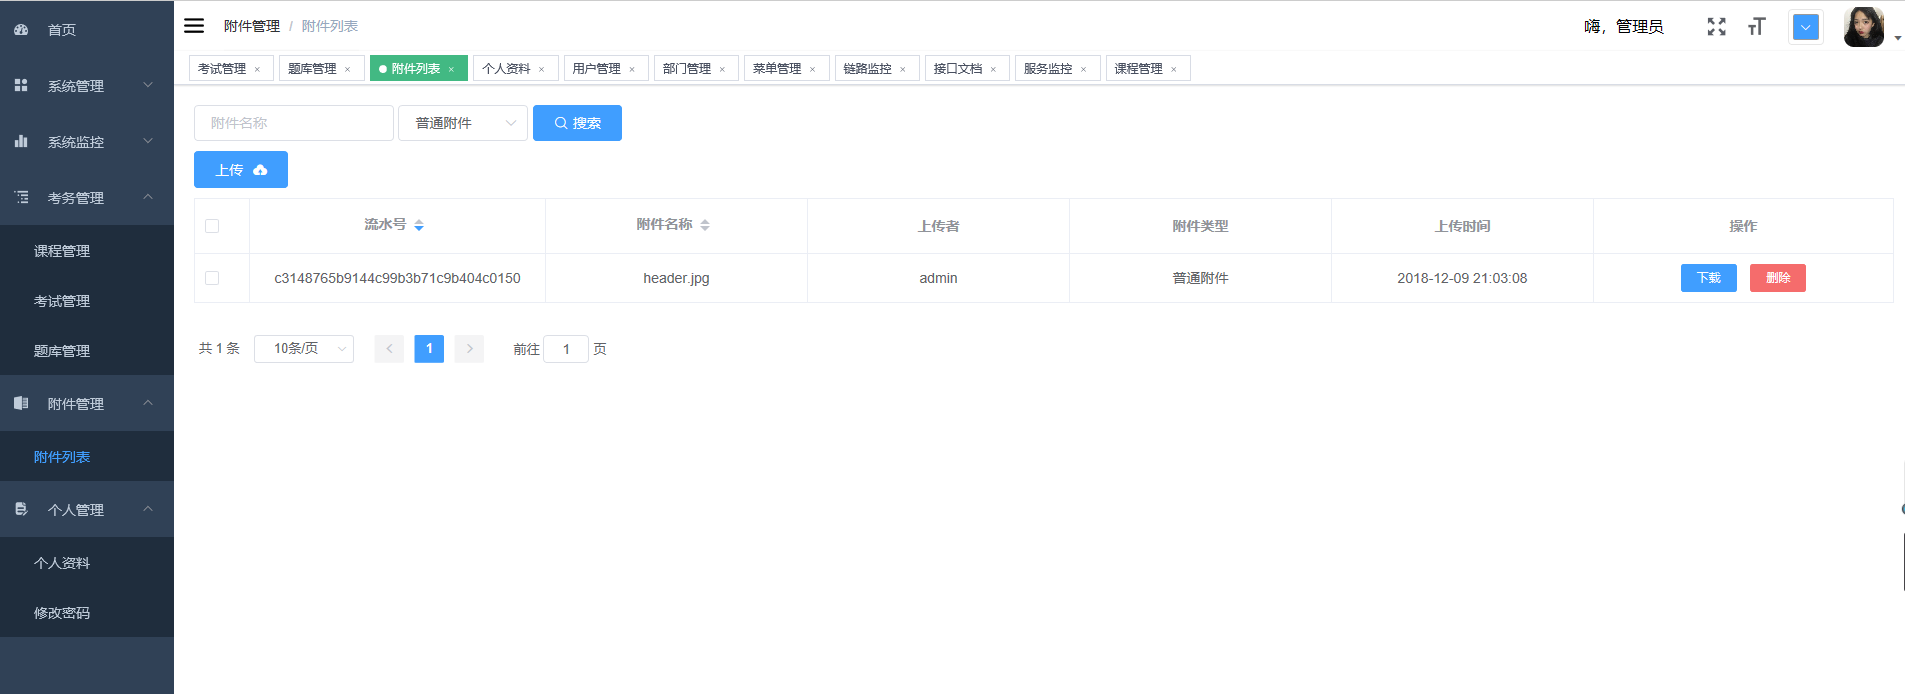 首页
系统管理
系统监控
考务管理
课程管理
考试管理
题库管理
附件管理
附件列表
个人管理
个人资料
修改密码
附件管理 / 附件列表
嗨，管理员
考试管理 × 题库管理 × 附件列表 × 个人资料 × 用户管理 × 部门管理 × 菜单管理 × 链路监控 × 接口文档 × 服务监控 × 课程管理 ×
附件名称 普通附件 搜索
上传
流水号 附件名称 上传者 附件类型 上传时间 操作
c3148765b9144c99b3b71c9b404c0150 header.jpg admin 普通附件 2018-12-09 21:03:08 下载 删除
共 1 条 10条/页 < 1 > 前往 1 页